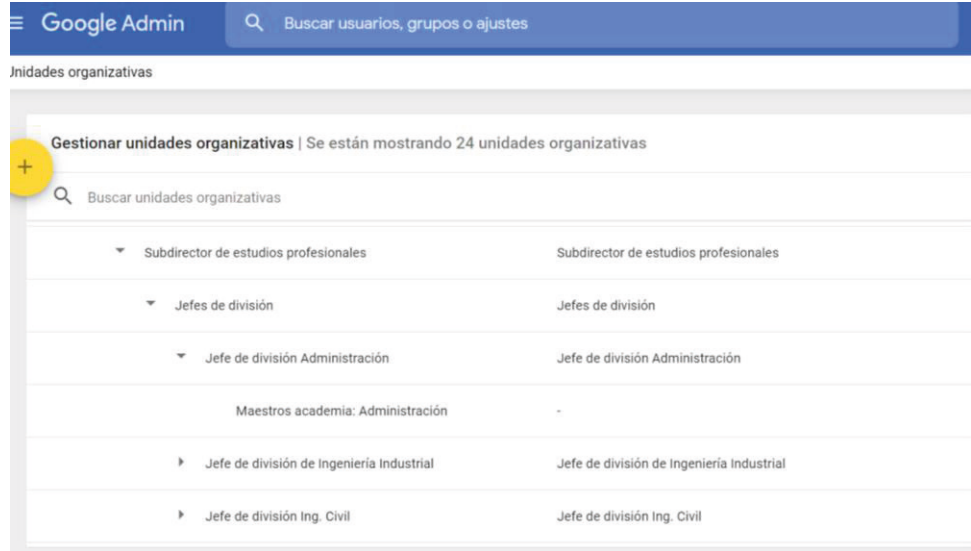 Google Admin
Buscar usuarios, grupos o ajustes
Unidades organizativas
Gestionar unidades organizativas | Se están mostrando 24 unidades organizativas
+
Buscar unidades organizativas
Subdirector de estudios profesionales Subdirector de estudios profesionales
Jefes de división Jefes de división
Jefe de división Administración Jefe de división Administración
Maestros academia: Administración -
Jefe de división de Ingeniería Industrial Jefe de división de Ingeniería Industrial
Jefe de división Ing. Civil Jefe de división Ing. Civil